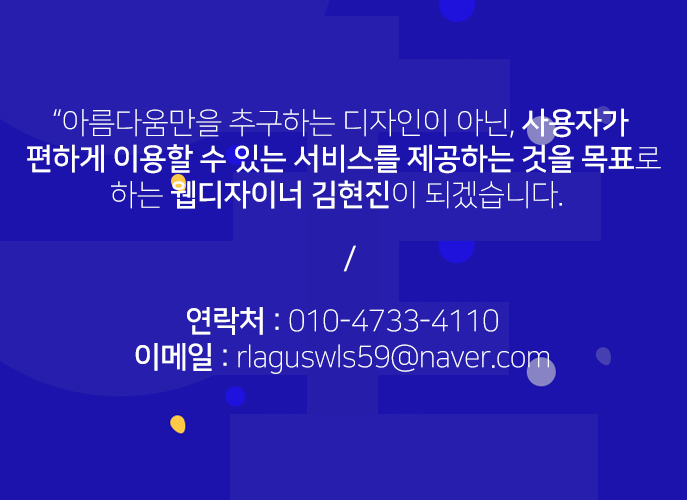 “아름다움만을 추구하는 디자인이 아닌, 사용자가
편하게 이용할 수 있는 서비스를 제공하는 것을 목표로
하는 웹디자이너 김현진이 되겠습니다.
/
연락처 : 010-4733-4110
이메일 : rlaguswls59@naver.com